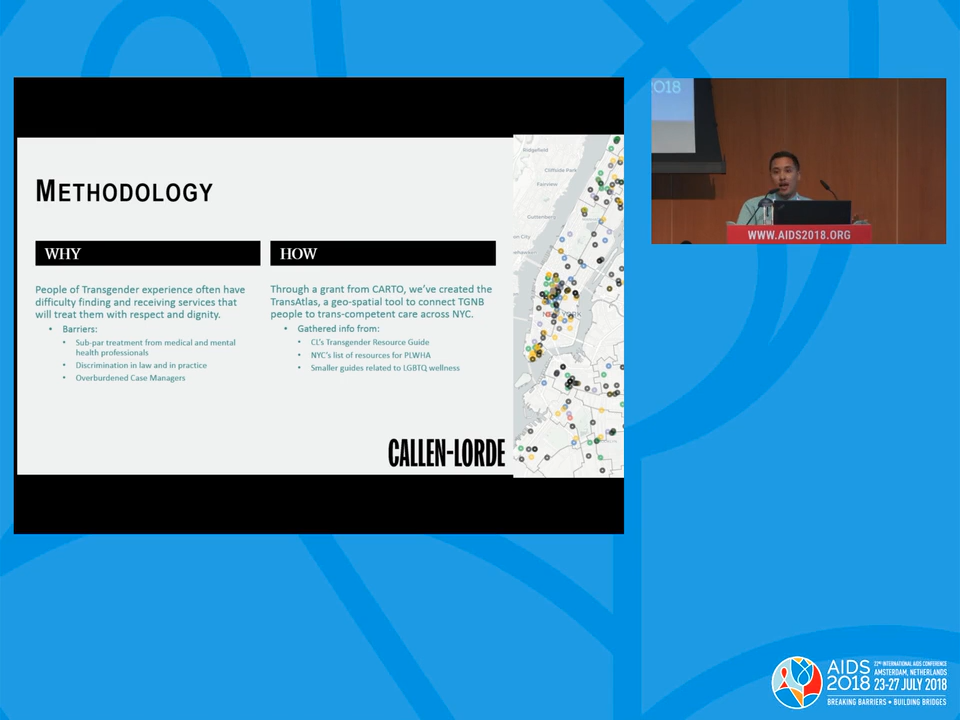 METHODOLOGY
WHY
HOW
People of Transgender experience often have
difficulty finding and receiving services that
will treat them with respect and dignity.
• Barriers:
• Sub-par treatment from medical and mental
health professionals
• Discrimination in law and in practice
• Overburdened Case Managers
Through a grant from CARTO, we've created the
TransAtlas, a geo-spatial tool to connect TGNB
people to trans-competent care across NYC.
• Gathered info from:
• CL's Transgender Resource Guide
• NYC's list of resources for PLWHA
• Smaller guides related to LGBTQ wellness
CALLEN-LORDE
Ridgefield
Cliffside Park
Fairview
Guttenberg
2018
WWW.AIDS2018.ORG
AIDS
2018
22ND INTERNATIONAL AIDS CONFERENCE
AMSTERDAM, NETHERLANDS
23-27 JULY 2018
BREAKING BARRIERS • BUILDING BRIDGES